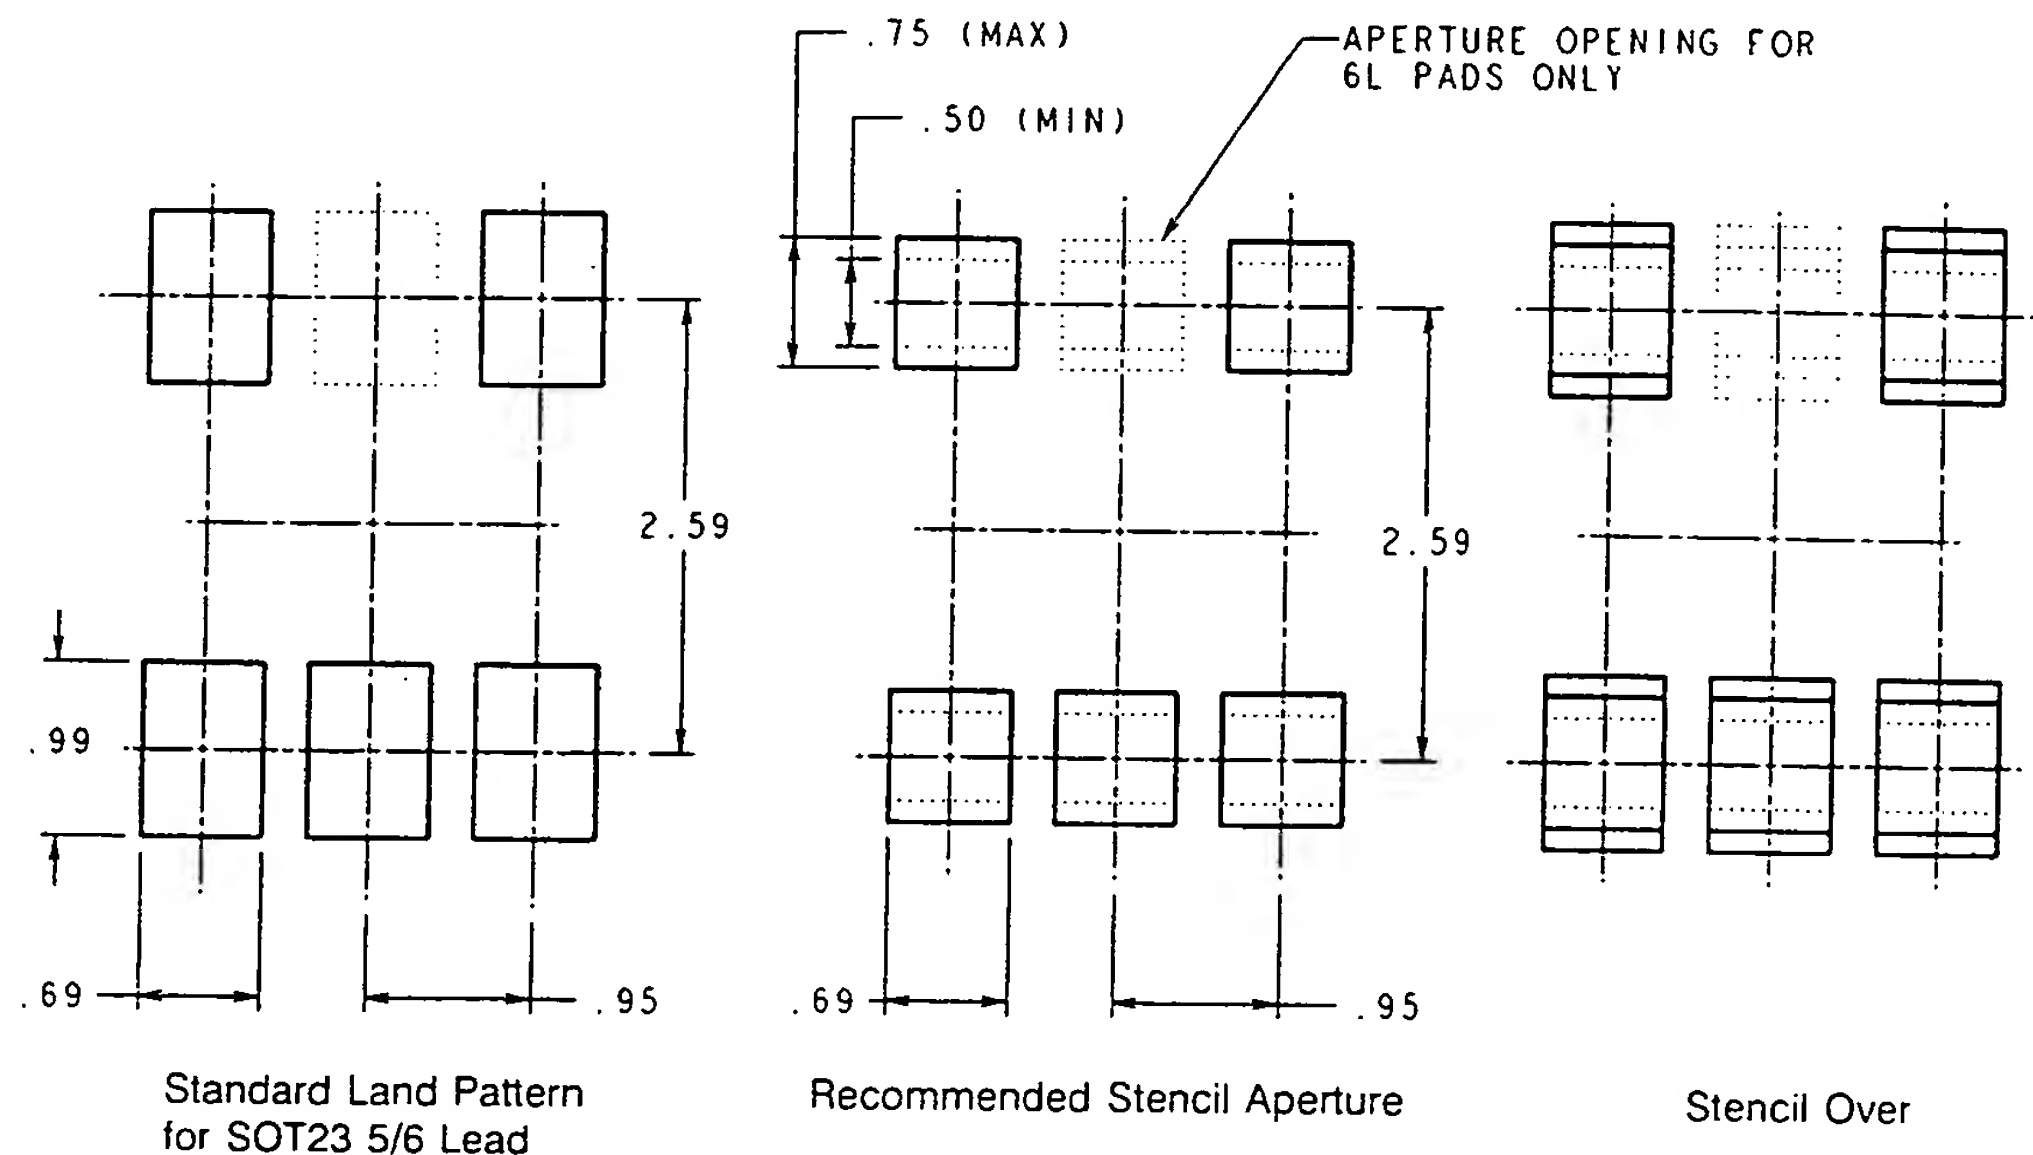 .75 (MAX)
.50 (MIN)
APERTURE OPENING FOR
6L PADS ONLY
2.59
2.59
.99
.69
.95
.69
.95
Standard Land Pattern
for SOT23 5/6 Lead
Recommended Stencil Aperture
Stencil Over